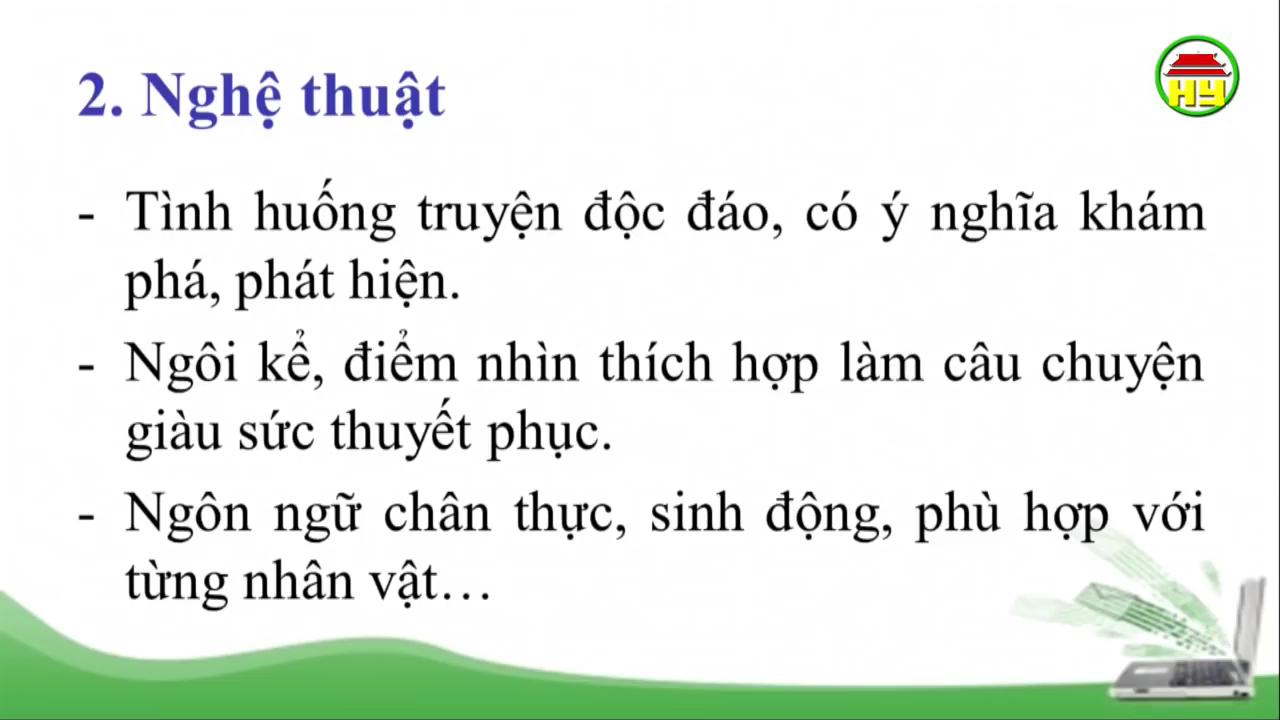 2. Nghệ thuật
HY
- Tình huống truyện độc đáo, có ý nghĩa khám
phá, phát hiện.
- Ngôi kể, điểm nhìn thích hợp làm câu chuyện
giàu sức thuyết phục.
- Ngôn ngữ chân thực, sinh động, phù hợp với
từng nhân vật…